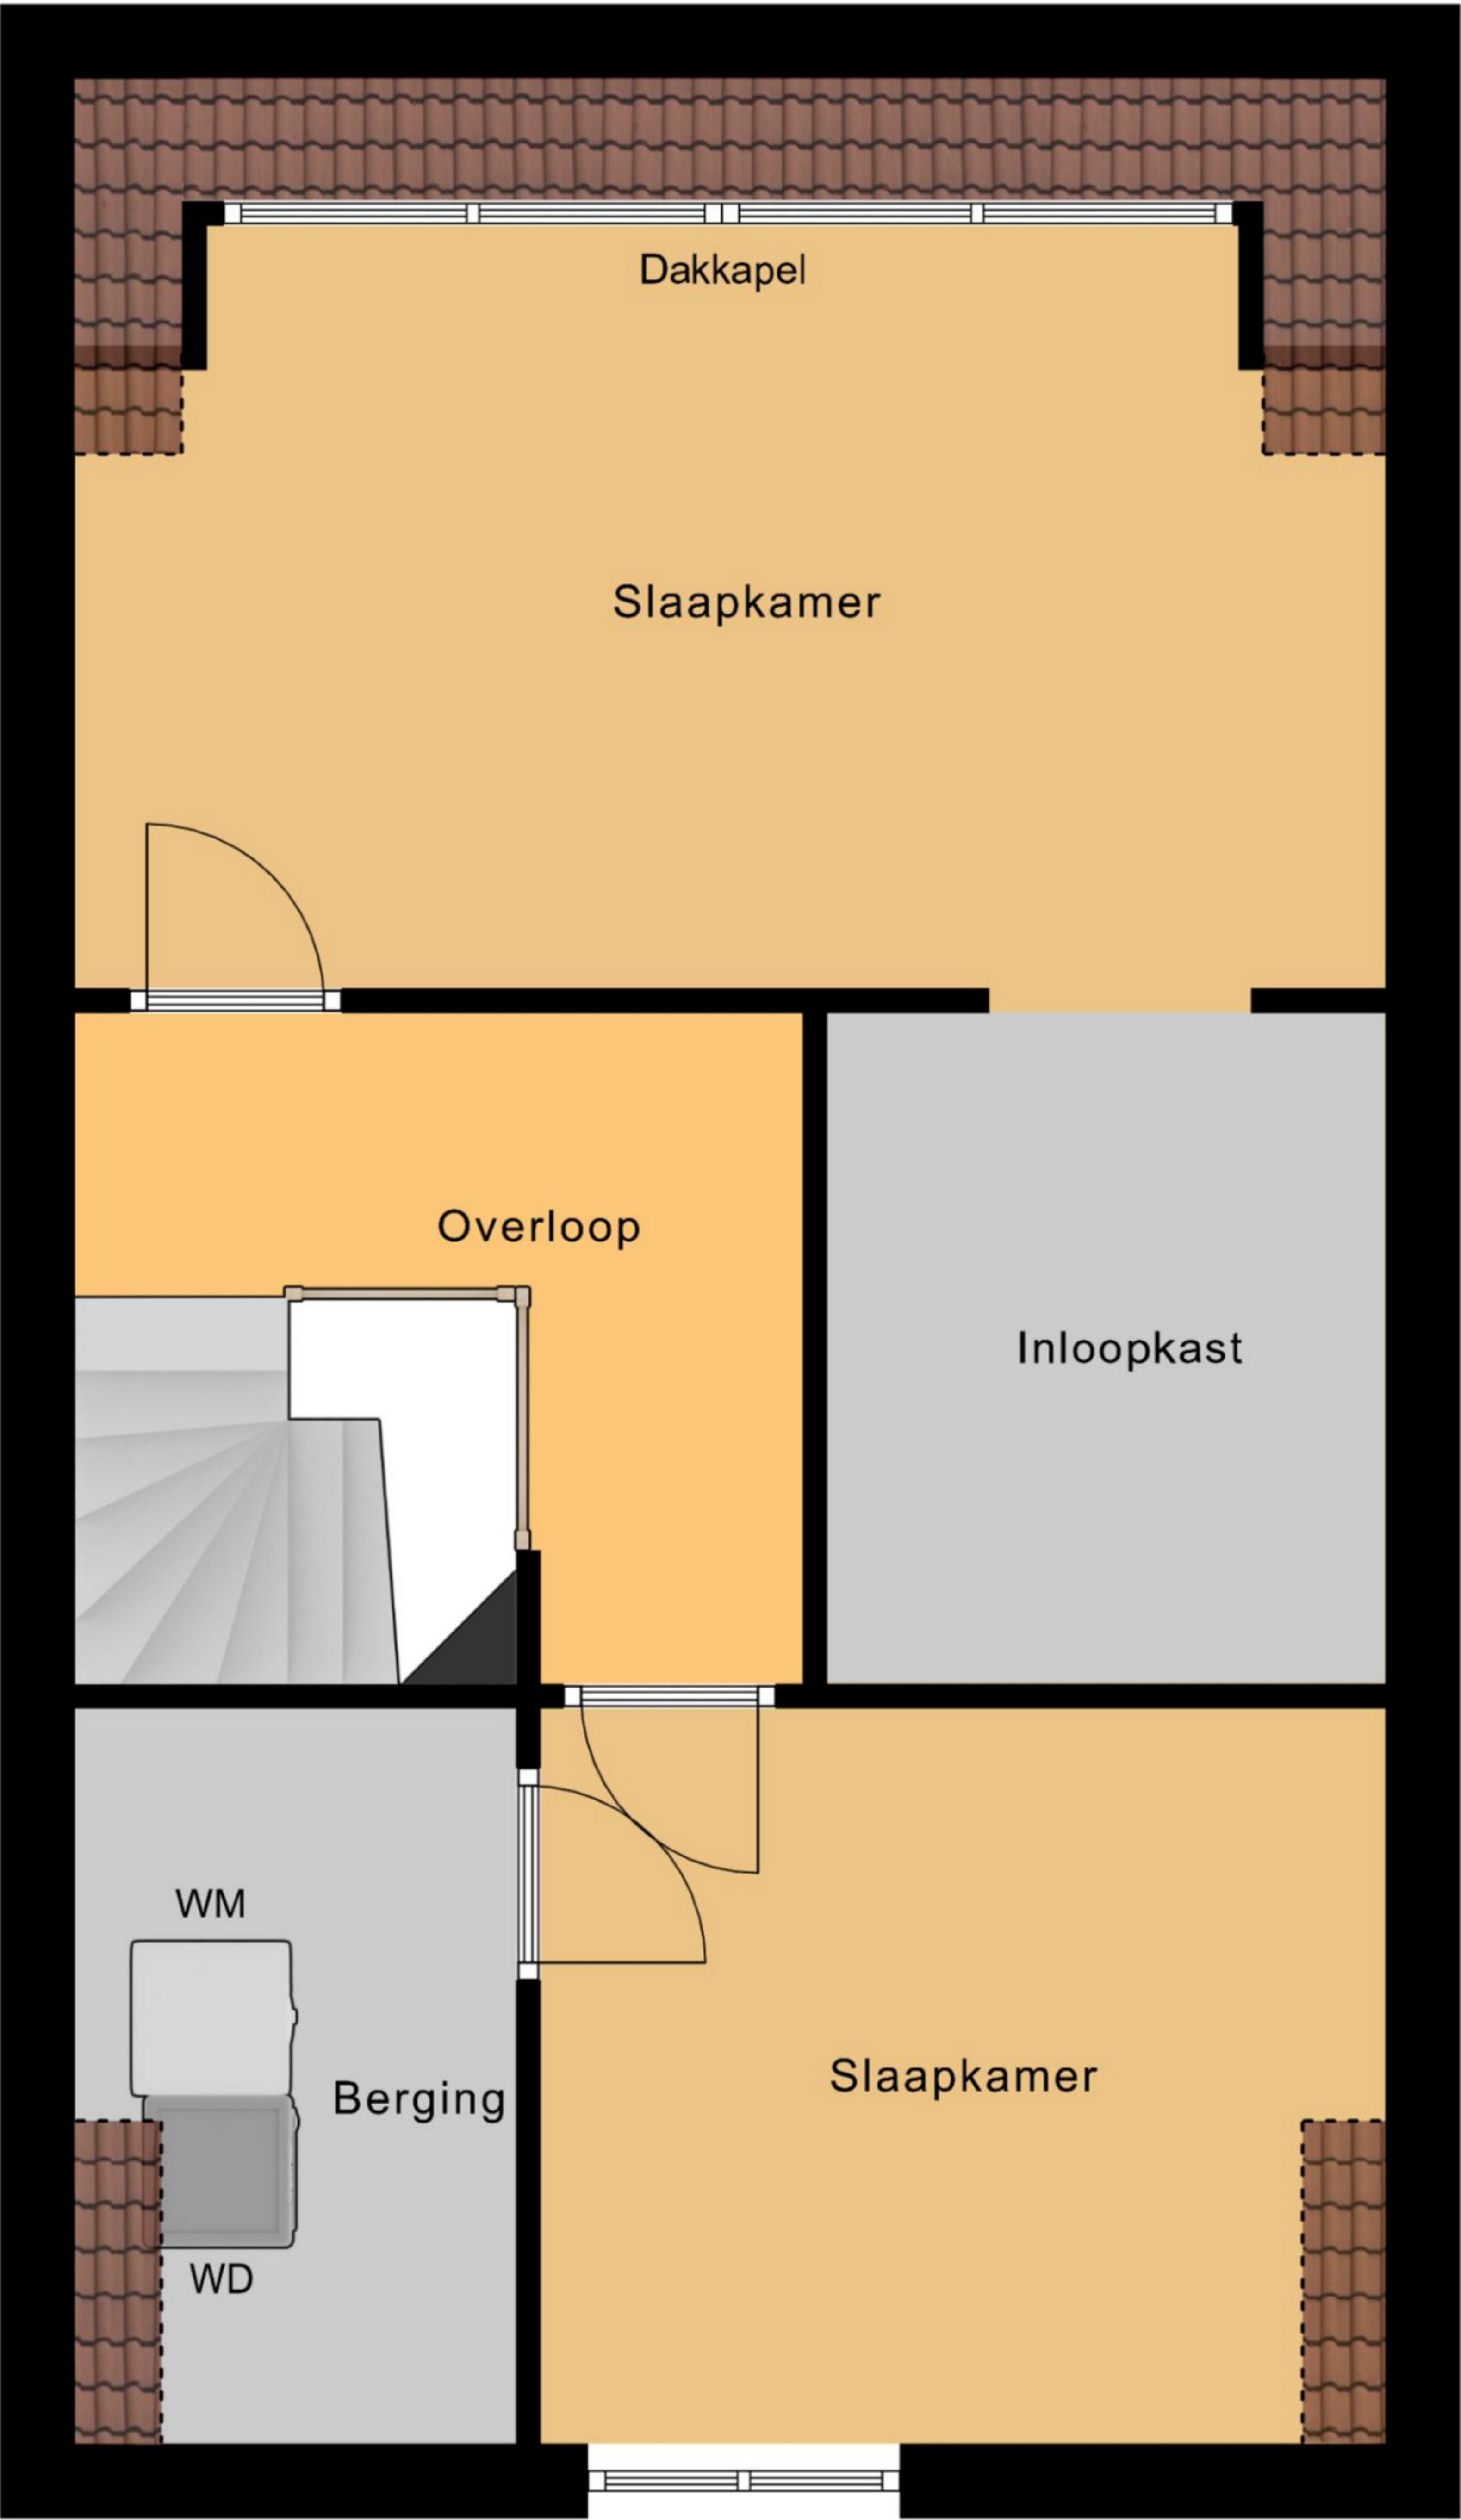 Dakkapel
Slaapkamer
Overloop
Inloopkast
WM
Slaapkamer
Berging
WD